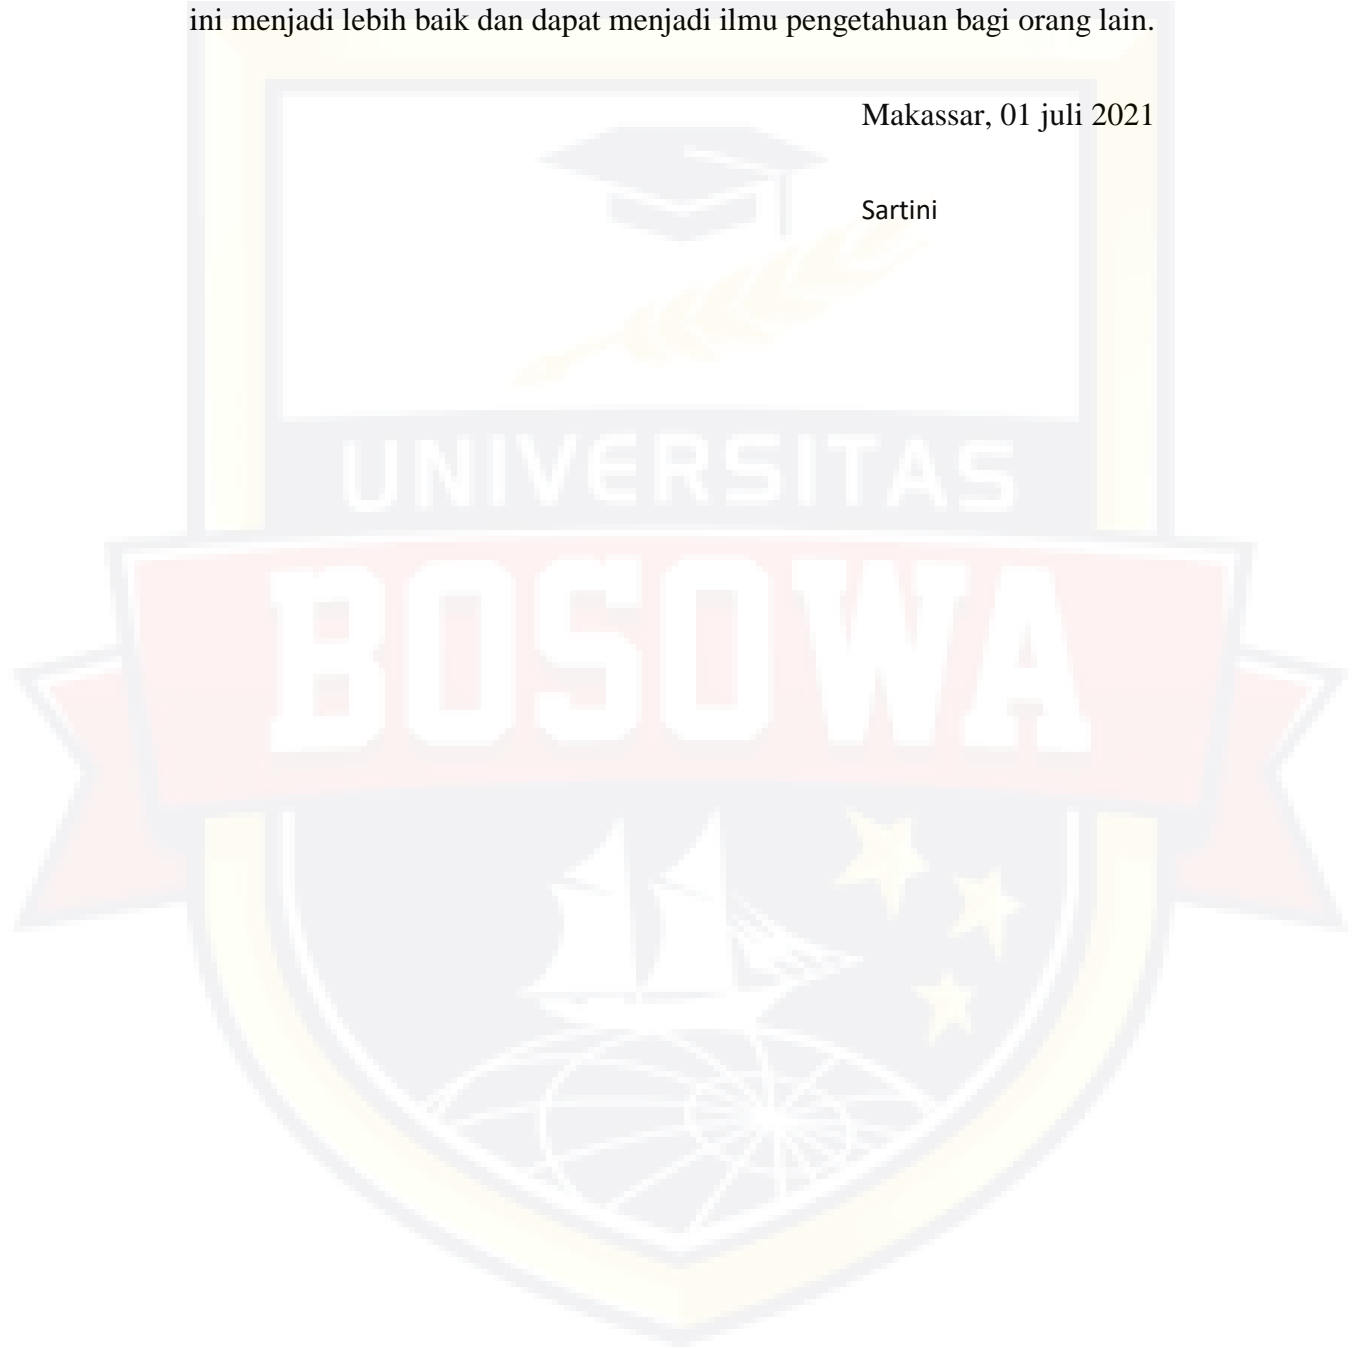 ini menjadi lebih baik dan dapat menjadi ilmu pengetahuan bagi orang lain.
Makassar, 01 juli 2021
Sartini
UNIVERSITAS
BOSOWA